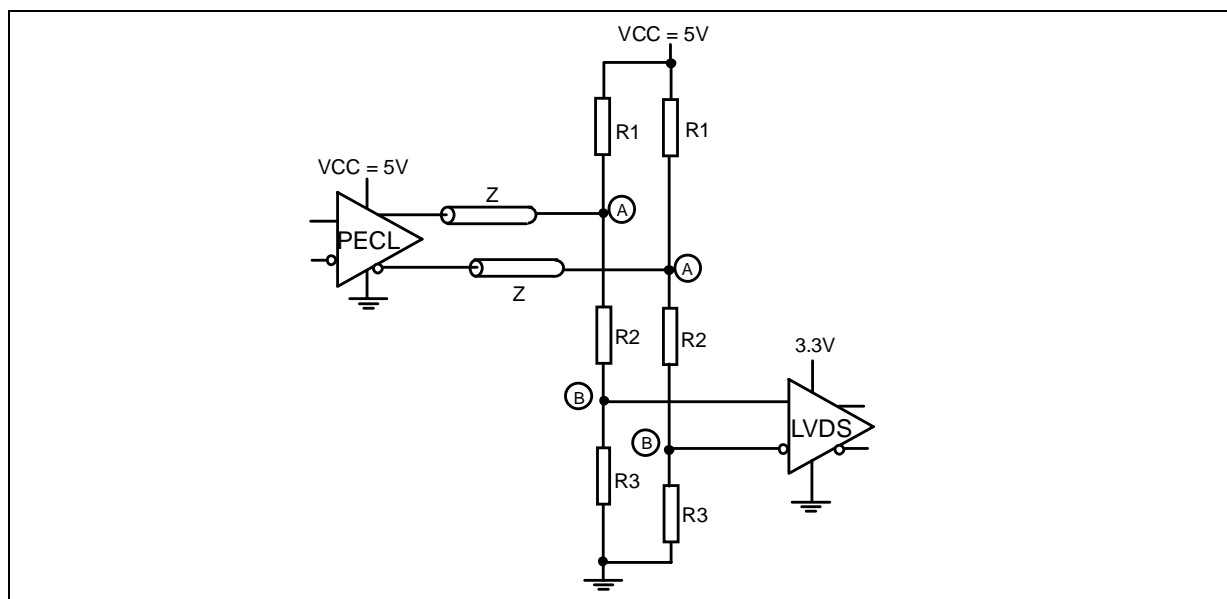 VCC = 5V
R1
R1
VCC = 5V
Z
A
PECL
A
Z
R2
R2
3.3V
B
LVDS
B
R3
R3